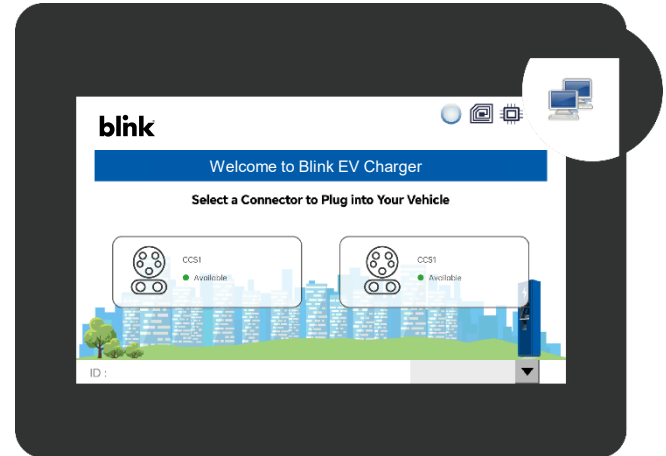 blink
Welcome to Blink EV Charger
Select a Connector to Plug into Your Vehicle
CCS1
Available
CCS1
Available
ID :